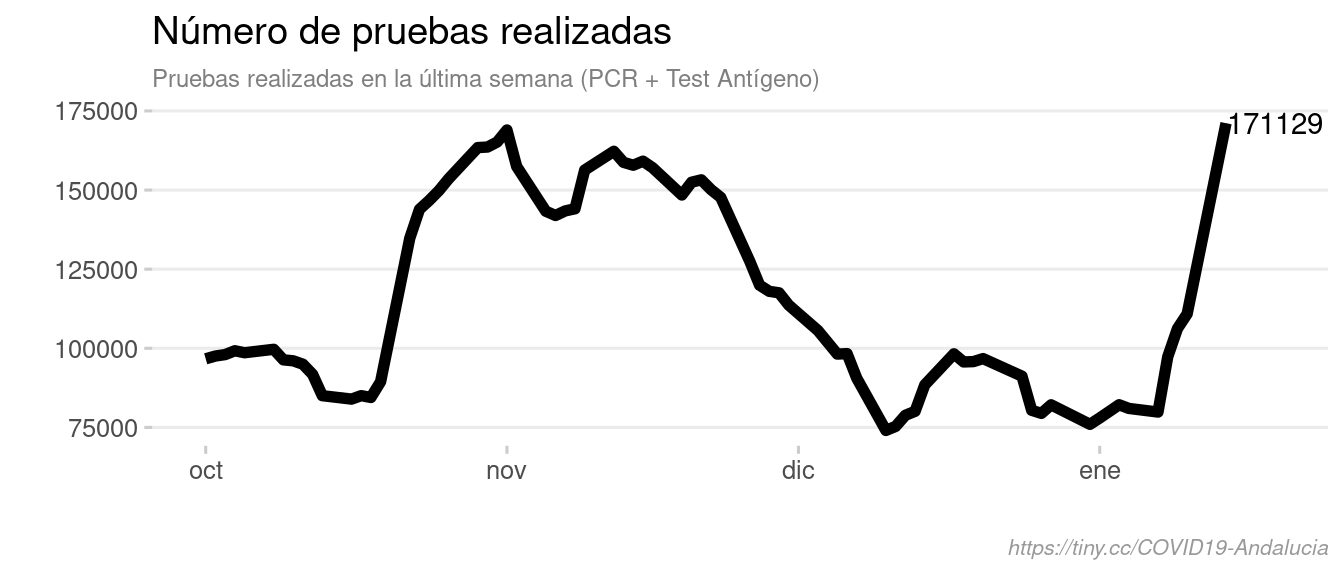 Número de pruebas realizadas
Pruebas realizadas en la última semana (PCR + Test Antígeno)
175000
171129
150000
125000
100000
75000
oct nov dic ene
https://tiny.cc/COVID19-Andalucia